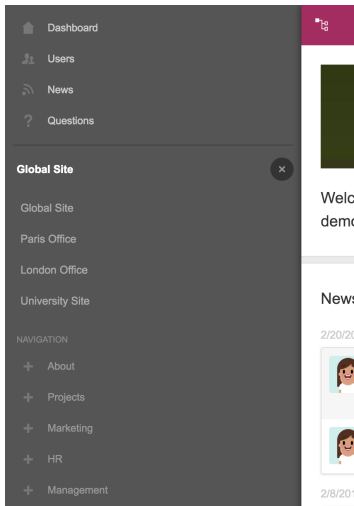 Dashboard
Users
News
Questions
Global Site
Global Site
Paris Office
London Office
University Site
NAVIGATION
About
Projects
Marketing
HR
Management
Welc
demo
News
2/20/20
2/8/201